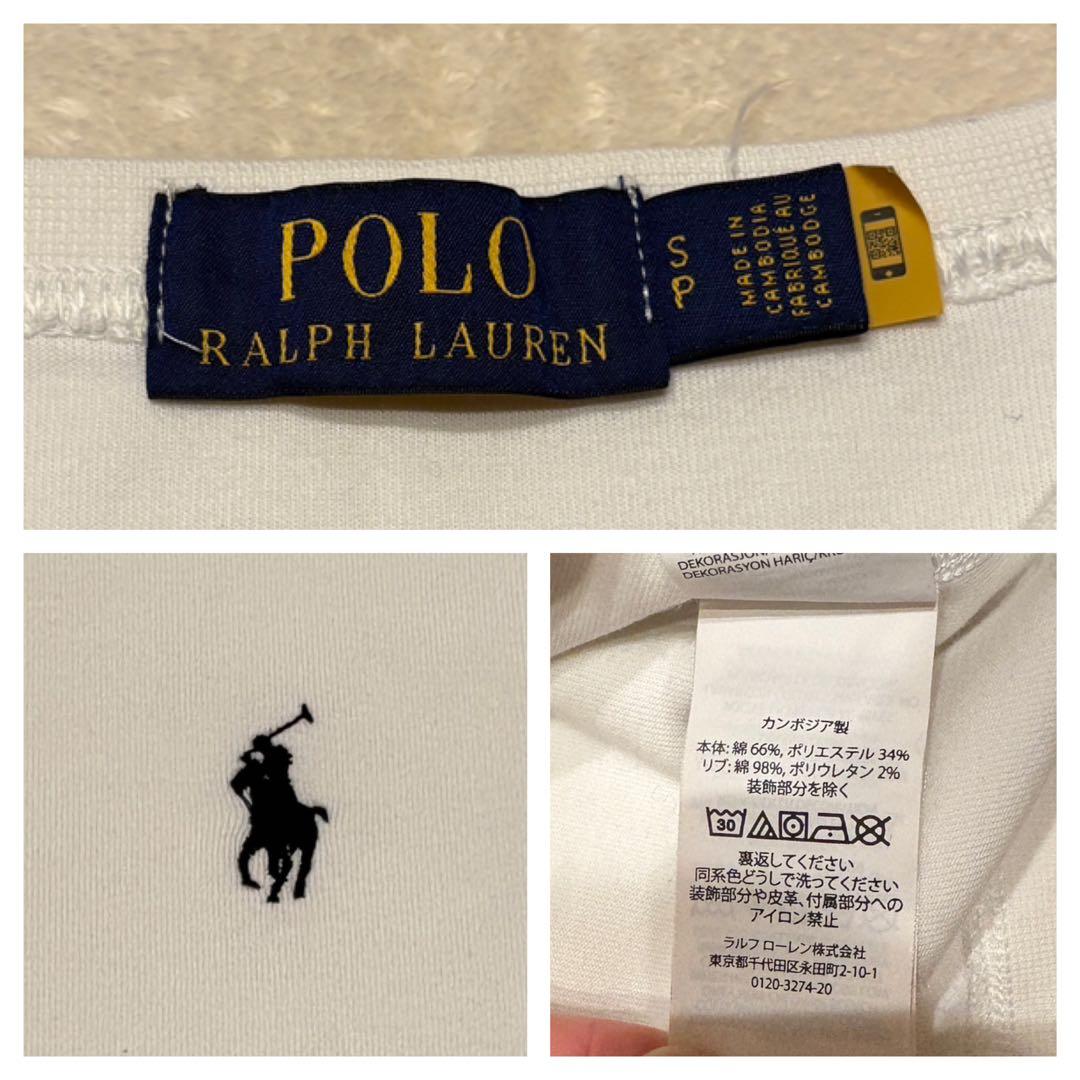 POLO
RALPH LAUREN
S
P
MADE IN
CAMBODIA
FABRIQUÉ AU
CAMBODGE
DEKORASYON HARIÇ/
カンボジア製
本体: 綿 66%, ポリエステル 34%
リブ: 綿 98%, ポリウレタン 2%
装飾部分を除く
30
裏返してください
同系色どうしで洗ってください
装飾部分や皮革、付属部分への
アイロン禁止
ラルフ ローレン株式会社
東京都千代田区永田町2-10-1
0120-3274-20